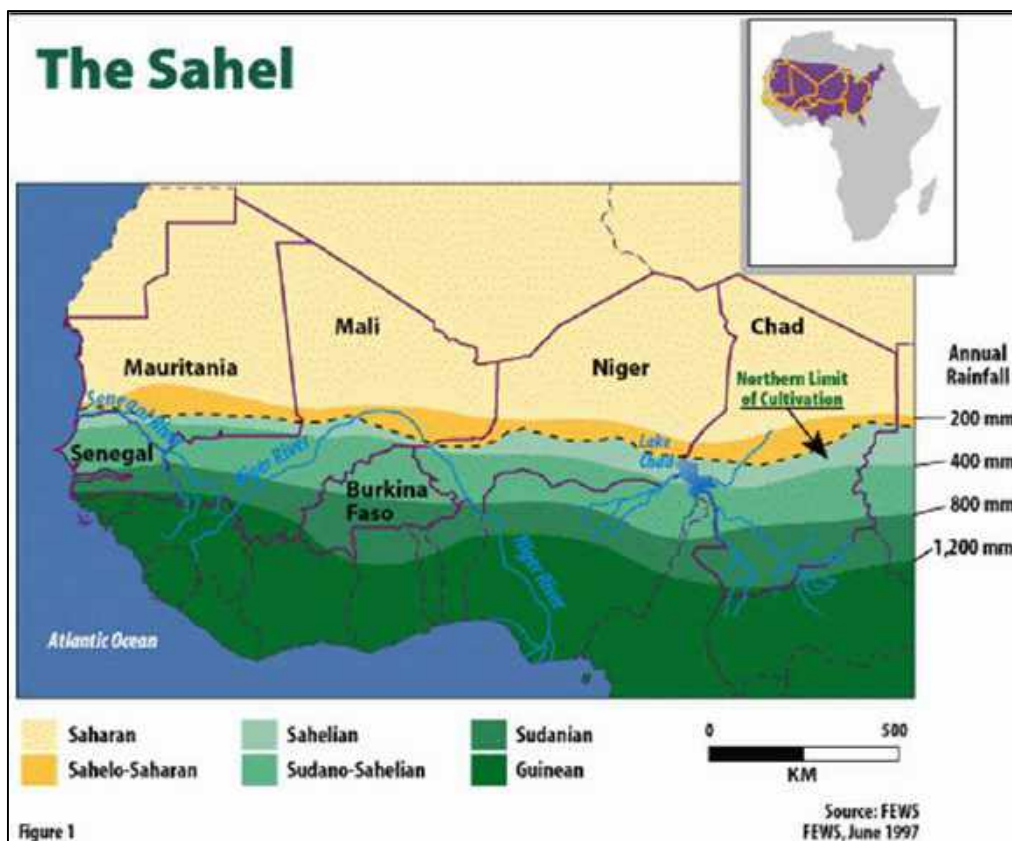 The Sahel
Mali
Chad
Mauritania
Niger
Annual
Rainfall
Northern Limit
of Cultivation
200 mm
Senegal River
Lake
Chad
Senegal
Niger River
400 mm
Burkina
Faso
800 mm
Niger River
1,200 mm
Atlantic Ocean
Saharan
Sahelian
Sudanian
0
500
Sahelo-Saharan
Sudano-Sahelian
Guinean
KM
Source: FEWS
Figure 1
FEWS, June 1997